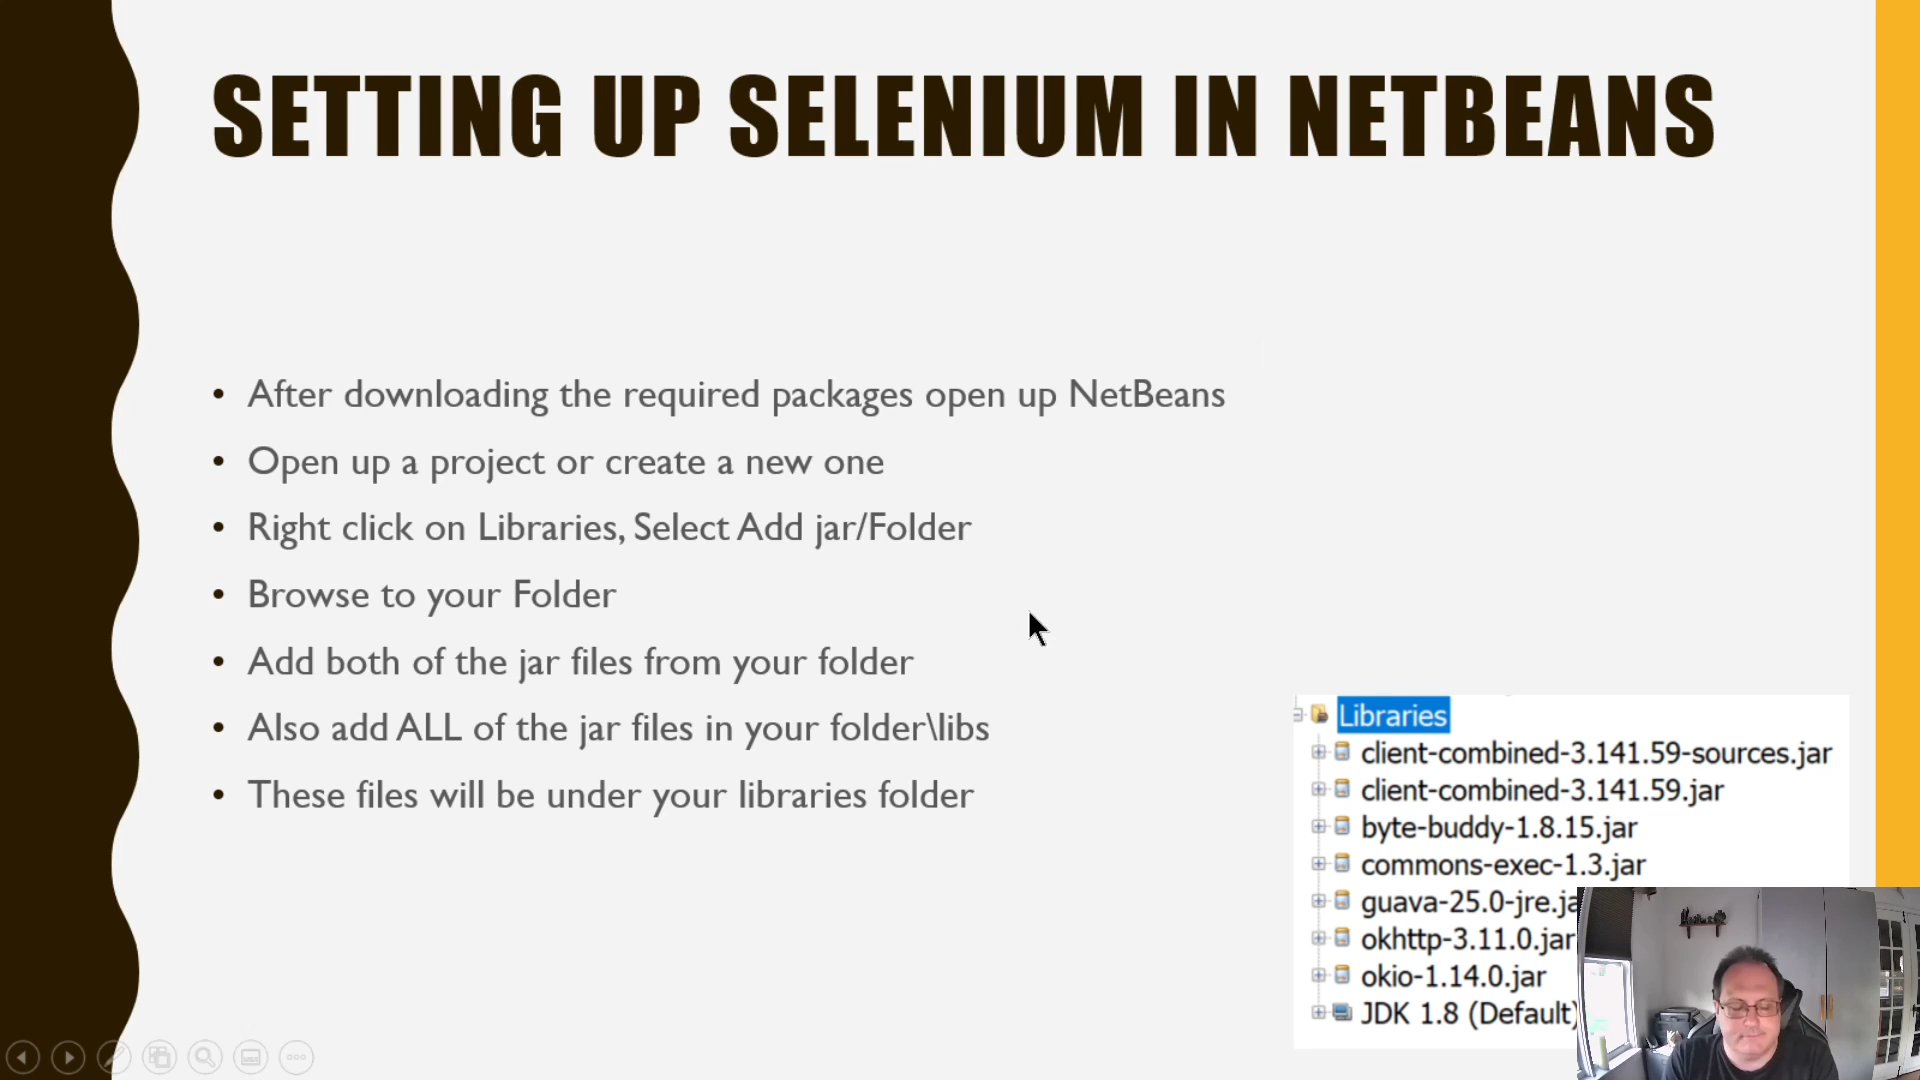 SETTING UP SELENIUM IN NETBEANS
• After downloading the required packages open up NetBeans
• Open up a project or create a new one
• Right click on Libraries, Select Add jar/Folder
• Browse to your Folder
• Add both of the jar files from your folder
• Also add ALL of the jar files in your folder\libs
• These files will be under your libraries folder
Libraries
client-combined-3.141.59-sources.jar
client-combined-3.141.59.jar
byte-buddy-1.8.15.jar
commons-exec-1.3.jar
guava-25.0-jre.ja
okhttp-3.11.0.jar
okio-1.14.0.jar
JDK 1.8 (Default)